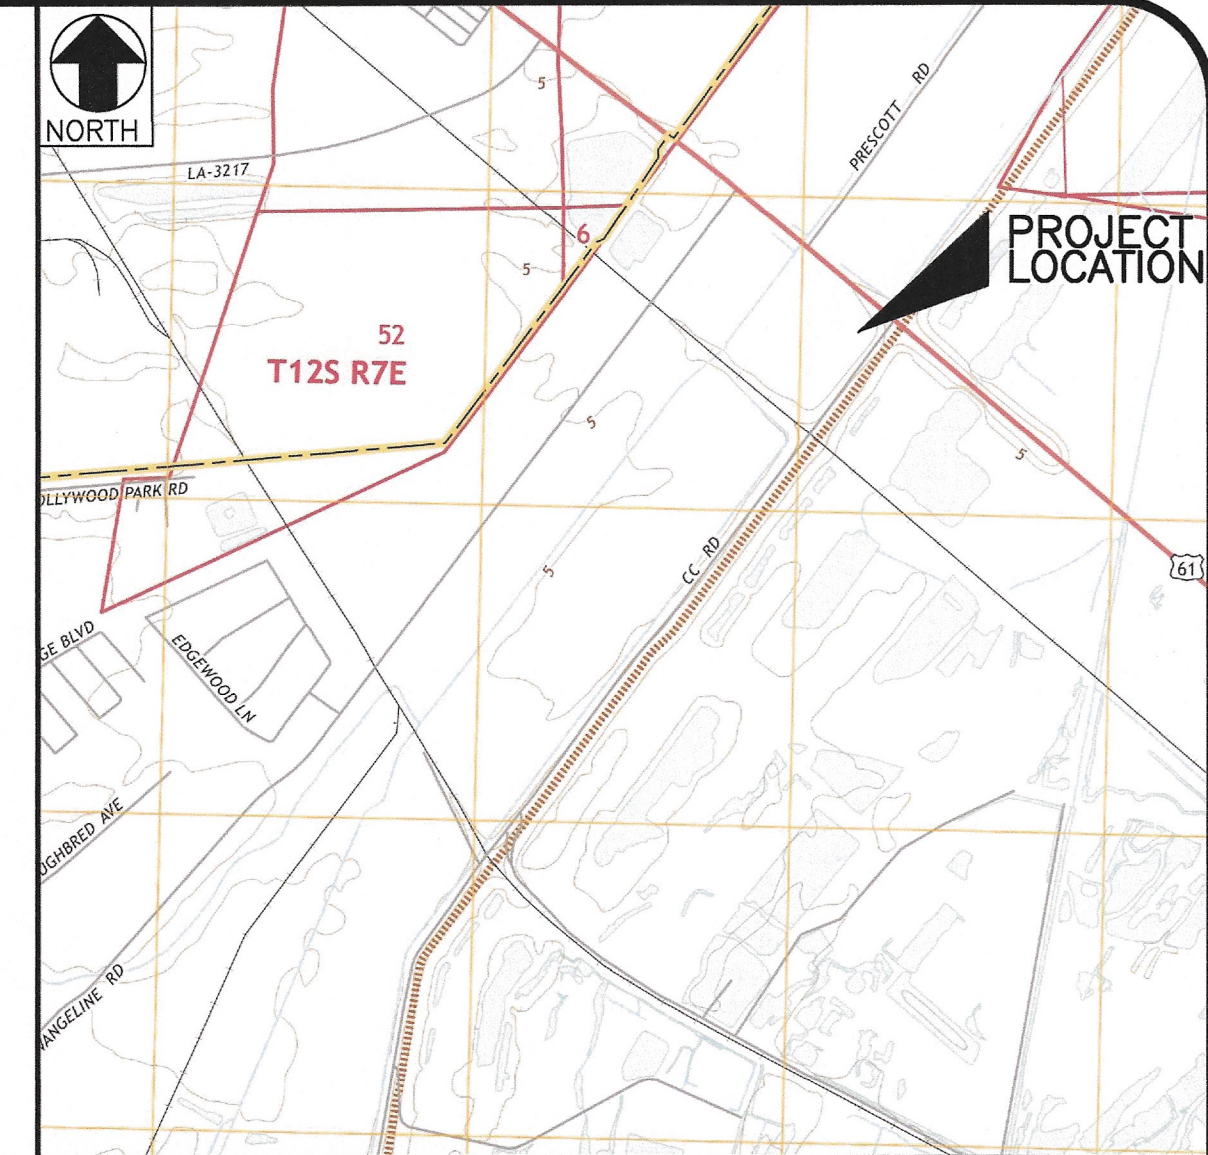 NORTH
5
PRESCOTT RD
LA-3217
6
PROJECT
LOCATION
5
52
T12S R7E
5
5
OLLYWOOD PARK RD
CC RD
5
61
GE BLVD
EDGEWOOD LN
UGHBRED AVE
VANGELINE RD